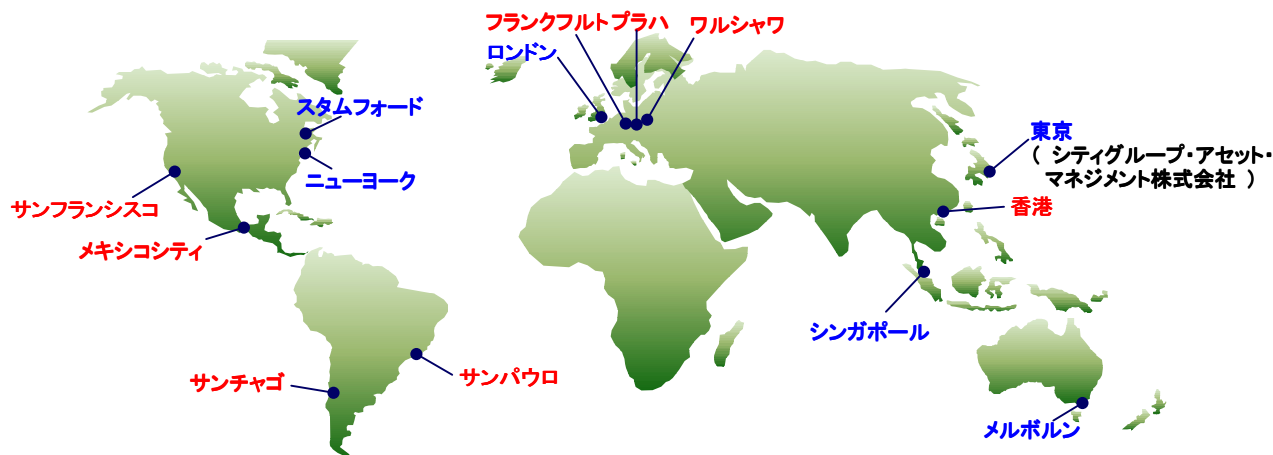 フランクフルト プラハ ワルシャワ
ロンドン
スタムフォード
ニューヨーク
サンフランシスコ
メキシコシティ
サンチャゴ
サンパウロ
東京
( シティグループ・アセット・
マネジメント株式会社 )
香港
シンガポール
メルボルン